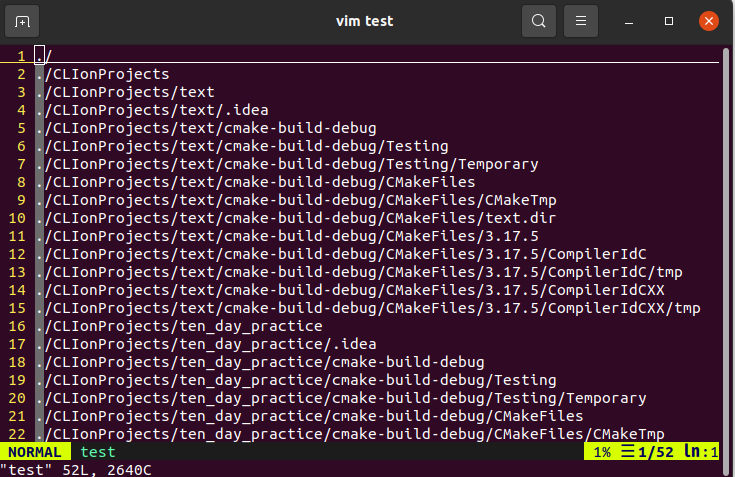 vim test
1 ./
2 ./CLIonProjects
3 ./CLIonProjects/text
4 ./CLIonProjects/text/.idea
5 ./CLIonProjects/text/cmake-build-debug
6 ./CLIonProjects/text/cmake-build-debug/Testing
7 ./CLIonProjects/text/cmake-build-debug/Testing/Temporary
8 ./CLIonProjects/text/cmake-build-debug/CMakeFiles
9 ./CLIonProjects/text/cmake-build-debug/CMakeFiles/CMakeTmp
10 ./CLIonProjects/text/cmake-build-debug/CMakeFiles/text.dir
11 ./CLIonProjects/text/cmake-build-debug/CMakeFiles/3.17.5
12 ./CLIonProjects/text/cmake-build-debug/CMakeFiles/3.17.5/CompilerIdC
13 ./CLIonProjects/text/cmake-build-debug/CMakeFiles/3.17.5/CompilerIdC/tmp
14 ./CLIonProjects/text/cmake-build-debug/CMakeFiles/3.17.5/CompilerIdCXX
15 ./CLIonProjects/text/cmake-build-debug/CMakeFiles/3.17.5/CompilerIdCXX/tmp
16 ./CLIonProjects/ten_day_practice
17 ./CLIonProjects/ten_day_practice/.idea
18 ./CLIonProjects/ten_day_practice/cmake-build-debug
19 ./CLIonProjects/ten_day_practice/cmake-build-debug/Testing
20 ./CLIonProjects/ten_day_practice/cmake-build-debug/Testing/Temporary
21 ./CLIonProjects/ten_day_practice/cmake-build-debug/CMakeFiles
22 ./CLIonProjects/ten_day_practice/cmake-build-debug/CMakeFiles/CMakeTmp
NORMAL test 1% ☰1/52 ln:1
"test" 52L, 2640C